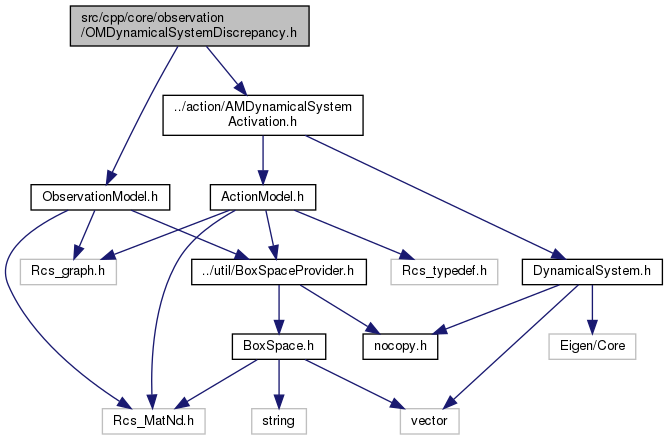 src/cpp/core/observation
/OMDynamicalSystemDiscrepancy.h
../action/AMDynamicalSystem
Activation.h
ObservationModel.h
ActionModel.h
Rcs_graph.h
../util/BoxSpaceProvider.h
Rcs_typedef.h
DynamicalSystem.h
BoxSpace.h
nocopy.h
Eigen/Core
Rcs_MatNd.h
string
vector